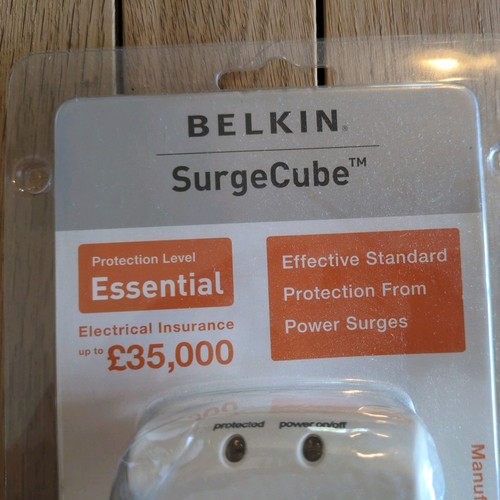 BELKIN
SurgeCube™
Protection Level
Essential
Electrical Insurance
up to £35,000
Effective Standard
Protection From
Power Surges
protected power on/off